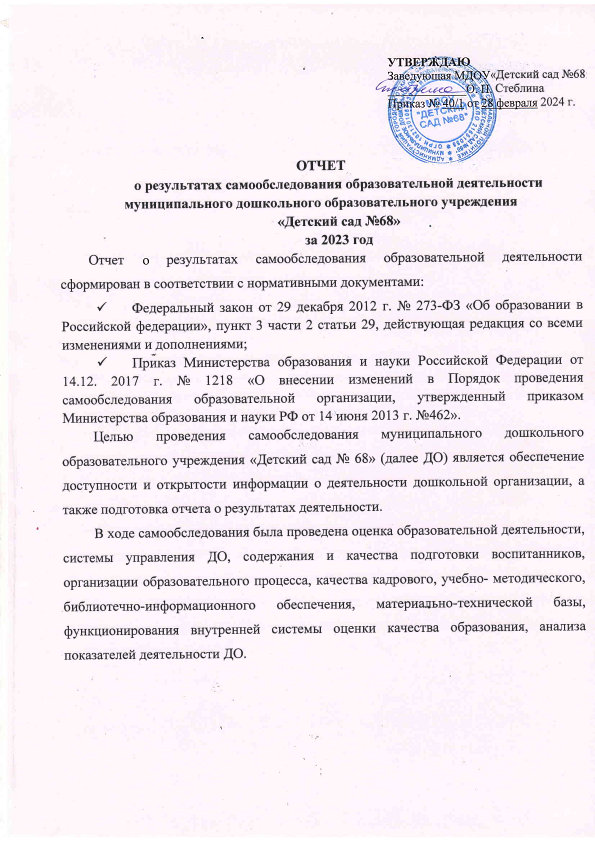 УТВЕРЖДАЮ
Заведующая МДОУ«Детский сад №68
О. П. Стеблина
Приказ № 40/1 от 28 февраля 2024 г.
"ДЕТСКИЙ
САД №68"
ОТЧЕТ
о результатах самообследования образовательной деятельности
муниципального дошкольного образовательного учреждения
«Детский сад №68»
за 2023 год
Отчет о результатах самообследования образовательной деятельности
сформирован в соответствии с нормативными документами:
✓ Федеральный закон от 29 декабря 2012 г. № 273-ФЗ «Об образовании в
Российской федерации», пункт 3 части 2 статьи 29, действующая редакция со всеми
изменениями и дополнениями;
✓ Приказ Министерства образования и науки Российской Федерации от
14.12. 2017 г. № 1218 «О внесении изменений в Порядок проведения
самообследования образовательной организации, утвержденный приказом
Министерства образования и науки РФ от 14 июня 2013 г. №462».
Целью проведения самообследования муниципального дошкольного
образовательного учреждения «Детский сад № 68» (далее ДО) является обеспечение
доступности и открытости информации о деятельности дошкольной организации, а
также подготовка отчета о результатах деятельности.
В ходе самообследования была проведена оценка образовательной деятельности,
системы управления ДО, содержания и качества подготовки воспитанников,
организации образовательного процесса, качества кадрового, учебно- методического,
библиотечно-информационного обеспечения, материально-технической базы,
функционирования внутренней системы оценки качества образования, анализа
показателей деятельности ДО.